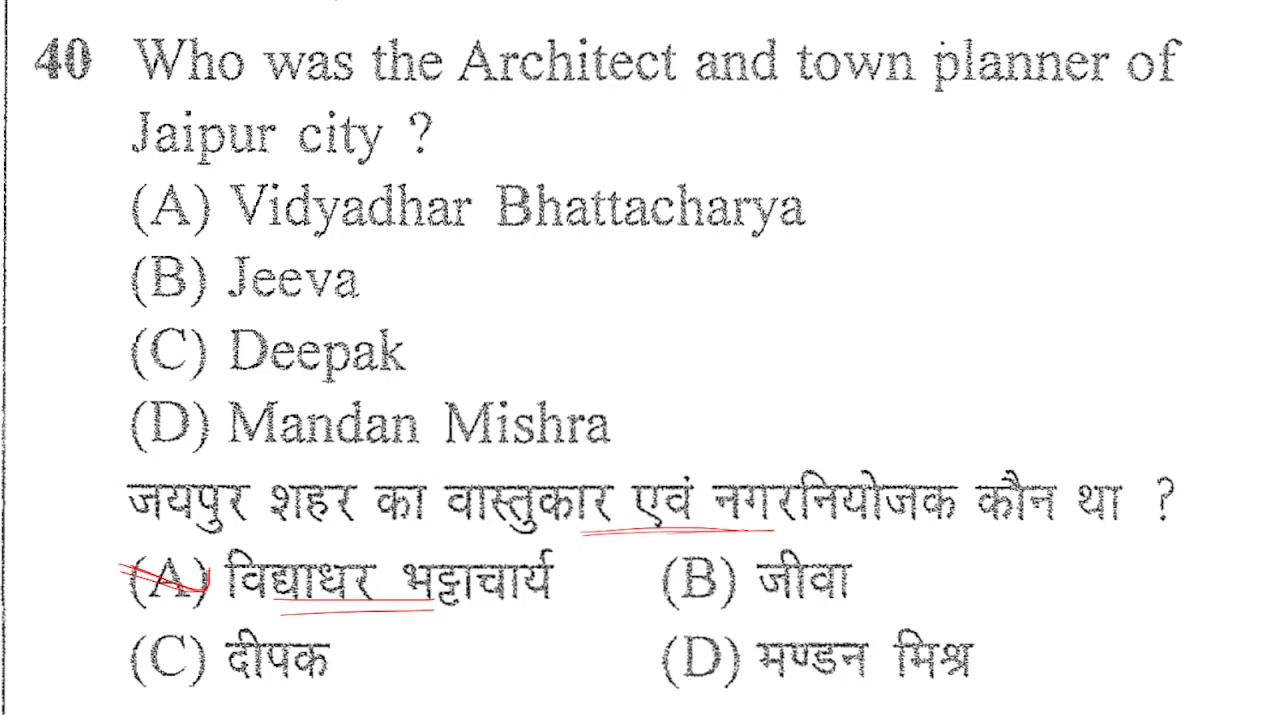 40 Who was the Architect and town planner of
Jaipur city ?
(A) Vidyadhar Bhattacharya
(B) Jeeva
(C) Deepak
(D) Mandan Mishra
जयपुर शहर का वास्तुकार एवं नगरनियोजक कौन था ?
(A) विद्याधर भट्टाचार्य (B) जीवा
(C) दीपक (D) मण्डन मिश्र